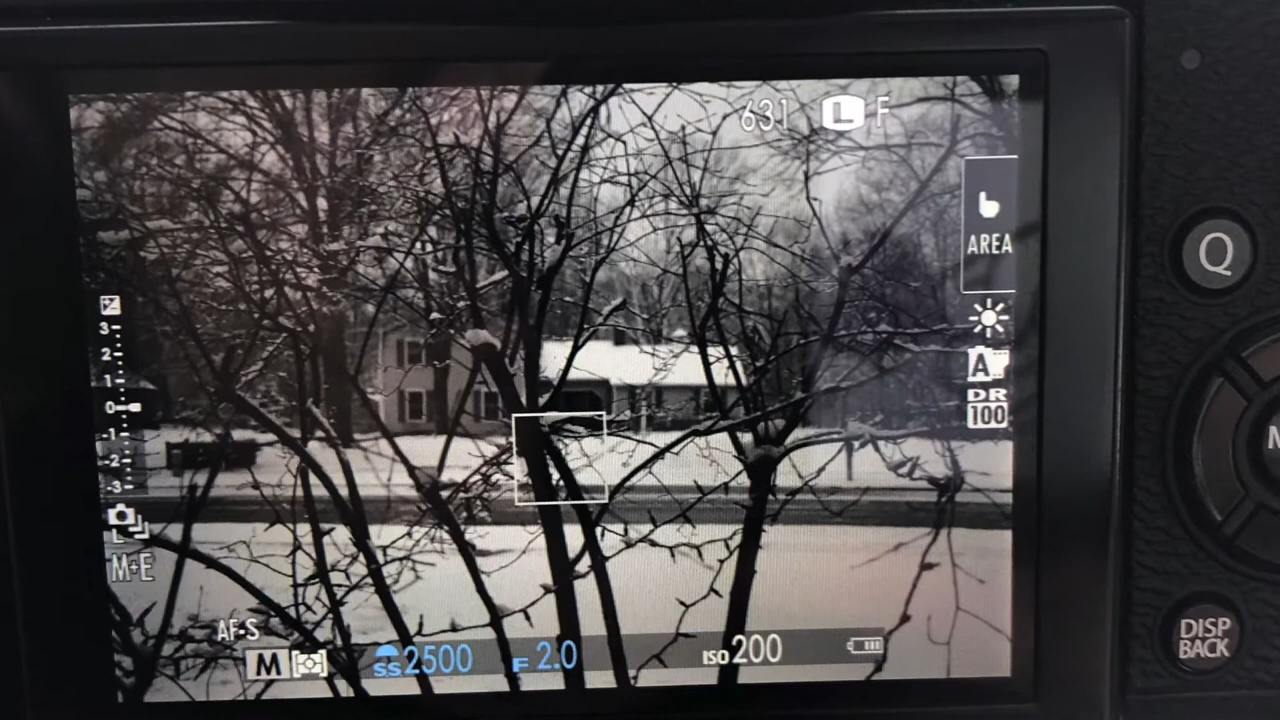 631 L F
AREA
3
2
1
0
-1
-2
-3
A
DR
100
L
M+E
AF-S
M SS 2500 F 2.0 ISO 200
Q
DISP
BACK